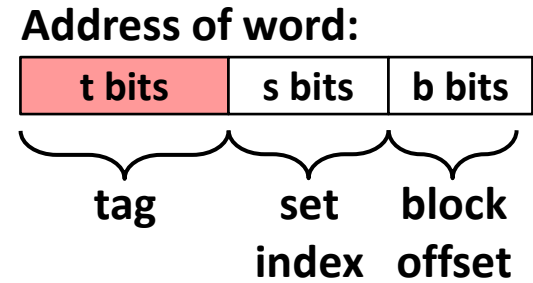 Address of word:
t bits s bits b bits
tag set block
index offset